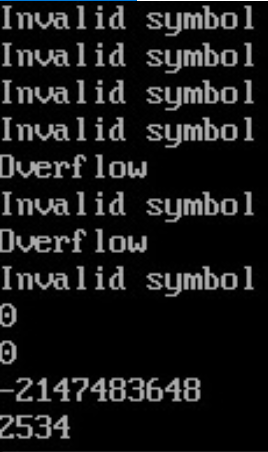 Invalid symbol
Invalid symbol
Invalid symbol
Invalid symbol
Overflow
Invalid symbol
Overflow
Invalid symbol
0
0
-2147483648
2534